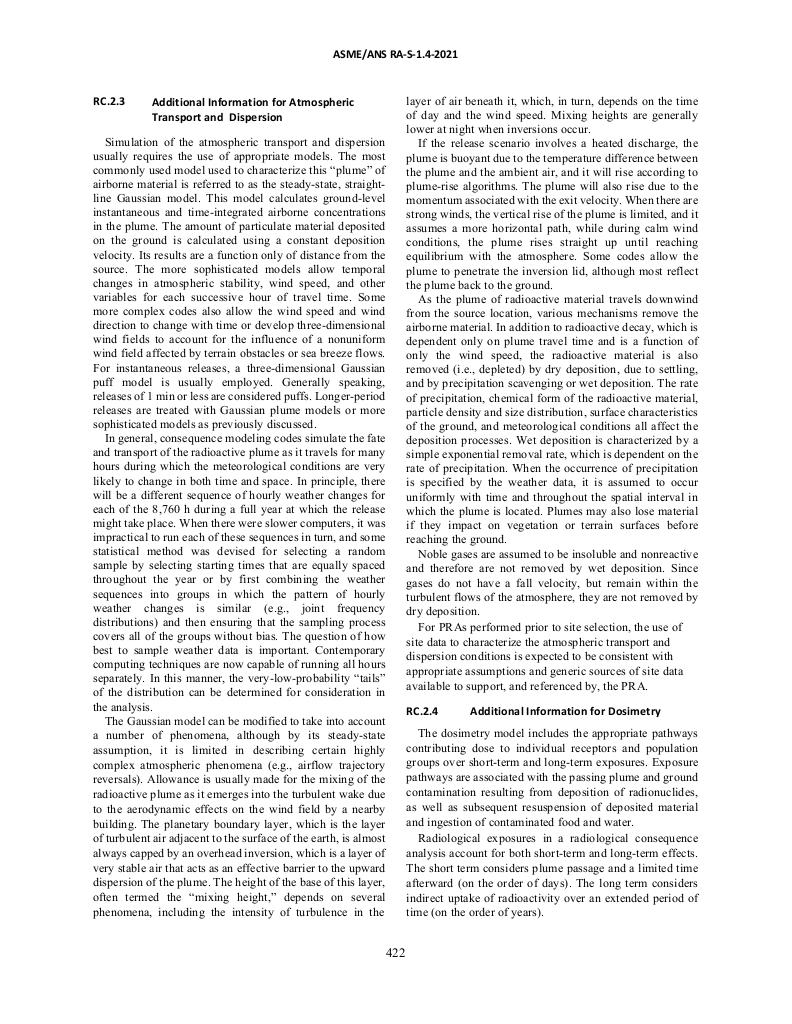 ASME/ANS RA-S-1.4-2021
RC.2.3 Additional Information for Atmospheric
Transport and Dispersion
Simulation of the atmospheric transport and dispersion
usually requires the use of appropriate models. The most
commonly used model used to characterize this “plume” of
airborne material is referred to as the steady-state, straight-
line Gaussian model. This model calculates ground-level
instantaneous and time-integrated airborne concentrations
in the plume. The amount of particulate material deposited
on the ground is calculated using a constant deposition
velocity. Its results are a function only of distance from the
source. The more sophisticated models allow temporal
changes in atmospheric stability, wind speed, and other
variables for each successive hour of travel time. Some
more complex codes also allow the wind speed and wind
direction to change with time or develop three-dimensional
wind fields to account for the influence of a nonuniform
wind field affected by terrain obstacles or sea breeze flows.
For instantaneous releases, a three-dimensional Gaussian
puff model is usually employed. Generally speaking,
releases of 1 min or less are considered puffs. Longer-period
releases are treated with Gaussian plume models or more
sophisticated models as previously discussed.
In general, consequence modeling codes simulate the fate
and transport of the radioactive plume as it travels for many
hours during which the meteorological conditions are very
likely to change in both time and space. In principle, there
will be a different sequence of hourly weather changes for
each of the 8,760 h during a full year at which the release
might take place. When there were slower computers, it was
impractical to run each of these sequences in turn, and some
statistical method was devised for selecting a random
sample by selecting starting times that are equally spaced
throughout the year or by first combining the weather
sequences into groups in which the pattern of hourly
weather changes is similar (e.g., joint frequency
distributions) and then ensuring that the sampling process
covers all of the groups without bias. The question of how
best to sample weather data is important. Contemporary
computing techniques are now capable of running all hours
separately. In this manner, the very-low-probability “tails”
of the distribution can be determined for consideration in
the analysis.
The Gaussian model can be modified to take into account
a number of phenomena, although by its steady-state
assumption, it is limited in describing certain highly
complex atmospheric phenomena (e.g., airflow trajectory
reversals). Allowance is usually made for the mixing of the
radioactive plume as it emerges into the turbulent wake due
to the aerodynamic effects on the wind field by a nearby
building. The planetary boundary layer, which is the layer
of turbulent air adjacent to the surface of the earth, is almost
always capped by an overhead inversion, which is a layer of
very stable air that acts as an effective barrier to the upward
dispersion of the plume. The height of the base of this layer,
often termed the “mixing height,” depends on several
phenomena, including the intensity of turbulence in the
layer of air beneath it, which, in turn, depends on the time
of day and the wind speed. Mixing heights are generally
lower at night when inversions occur.
If the release scenario involves a heated discharge, the
plume is buoyant due to the temperature difference between
the plume and the ambient air, and it will rise according to
plume-rise algorithms. The plume will also rise due to the
momentum associated with the exit velocity. When there are
strong winds, the vertical rise of the plume is limited, and it
assumes a more horizontal path, while during calm wind
conditions, the plume rises straight up until reaching
equilibrium with the atmosphere. Some codes allow the
plume to penetrate the inversion lid, although most reflect
the plume back to the ground.
As the plume of radioactive material travels downwind
from the source location, various mechanisms remove the
airborne material. In addition to radioactive decay, which is
dependent only on plume travel time and is a function of
only the wind speed, the radioactive material is also
removed (i.e., depleted) by dry deposition, due to settling,
and by precipitation scavenging or wet deposition. The rate
of precipitation, chemical form of the radioactive material,
particle density and size distribution, surface characteristics
of the ground, and meteorological conditions all affect the
deposition processes. Wet deposition is characterized by a
simple exponential removal rate, which is dependent on the
rate of precipitation. When the occurrence of precipitation
is specified by the weather data, it is assumed to occur
uniformly with time and throughout the spatial interval in
which the plume is located. Plumes may also lose material
if they impact on vegetation or terrain surfaces before
reaching the ground.
Noble gases are assumed to be insoluble and nonreactive
and therefore are not removed by wet deposition. Since
gases do not have a fall velocity, but remain within the
turbulent flows of the atmosphere, they are not removed by
dry deposition.
For PRAs performed prior to site selection, the use of
site data to characterize the atmospheric transport and
dispersion conditions is expected to be consistent with
appropriate assumptions and generic sources of site data
available to support, and referenced by, the PRA.
RC.2.4 Additional Information for Dosimetry
The dosimetry model includes the appropriate pathways
contributing dose to individual receptors and population
groups over short-term and long-term exposures. Exposure
pathways are associated with the passing plume and ground
contamination resulting from deposition of radionuclides,
as well as subsequent resuspension of deposited material
and ingestion of contaminated food and water.
Radiological exposures in a radiological consequence
analysis account for both short-term and long-term effects.
The short term considers plume passage and a limited time
afterward (on the order of days). The long term considers
indirect uptake of radioactivity over an extended period of
time (on the order of years).
422